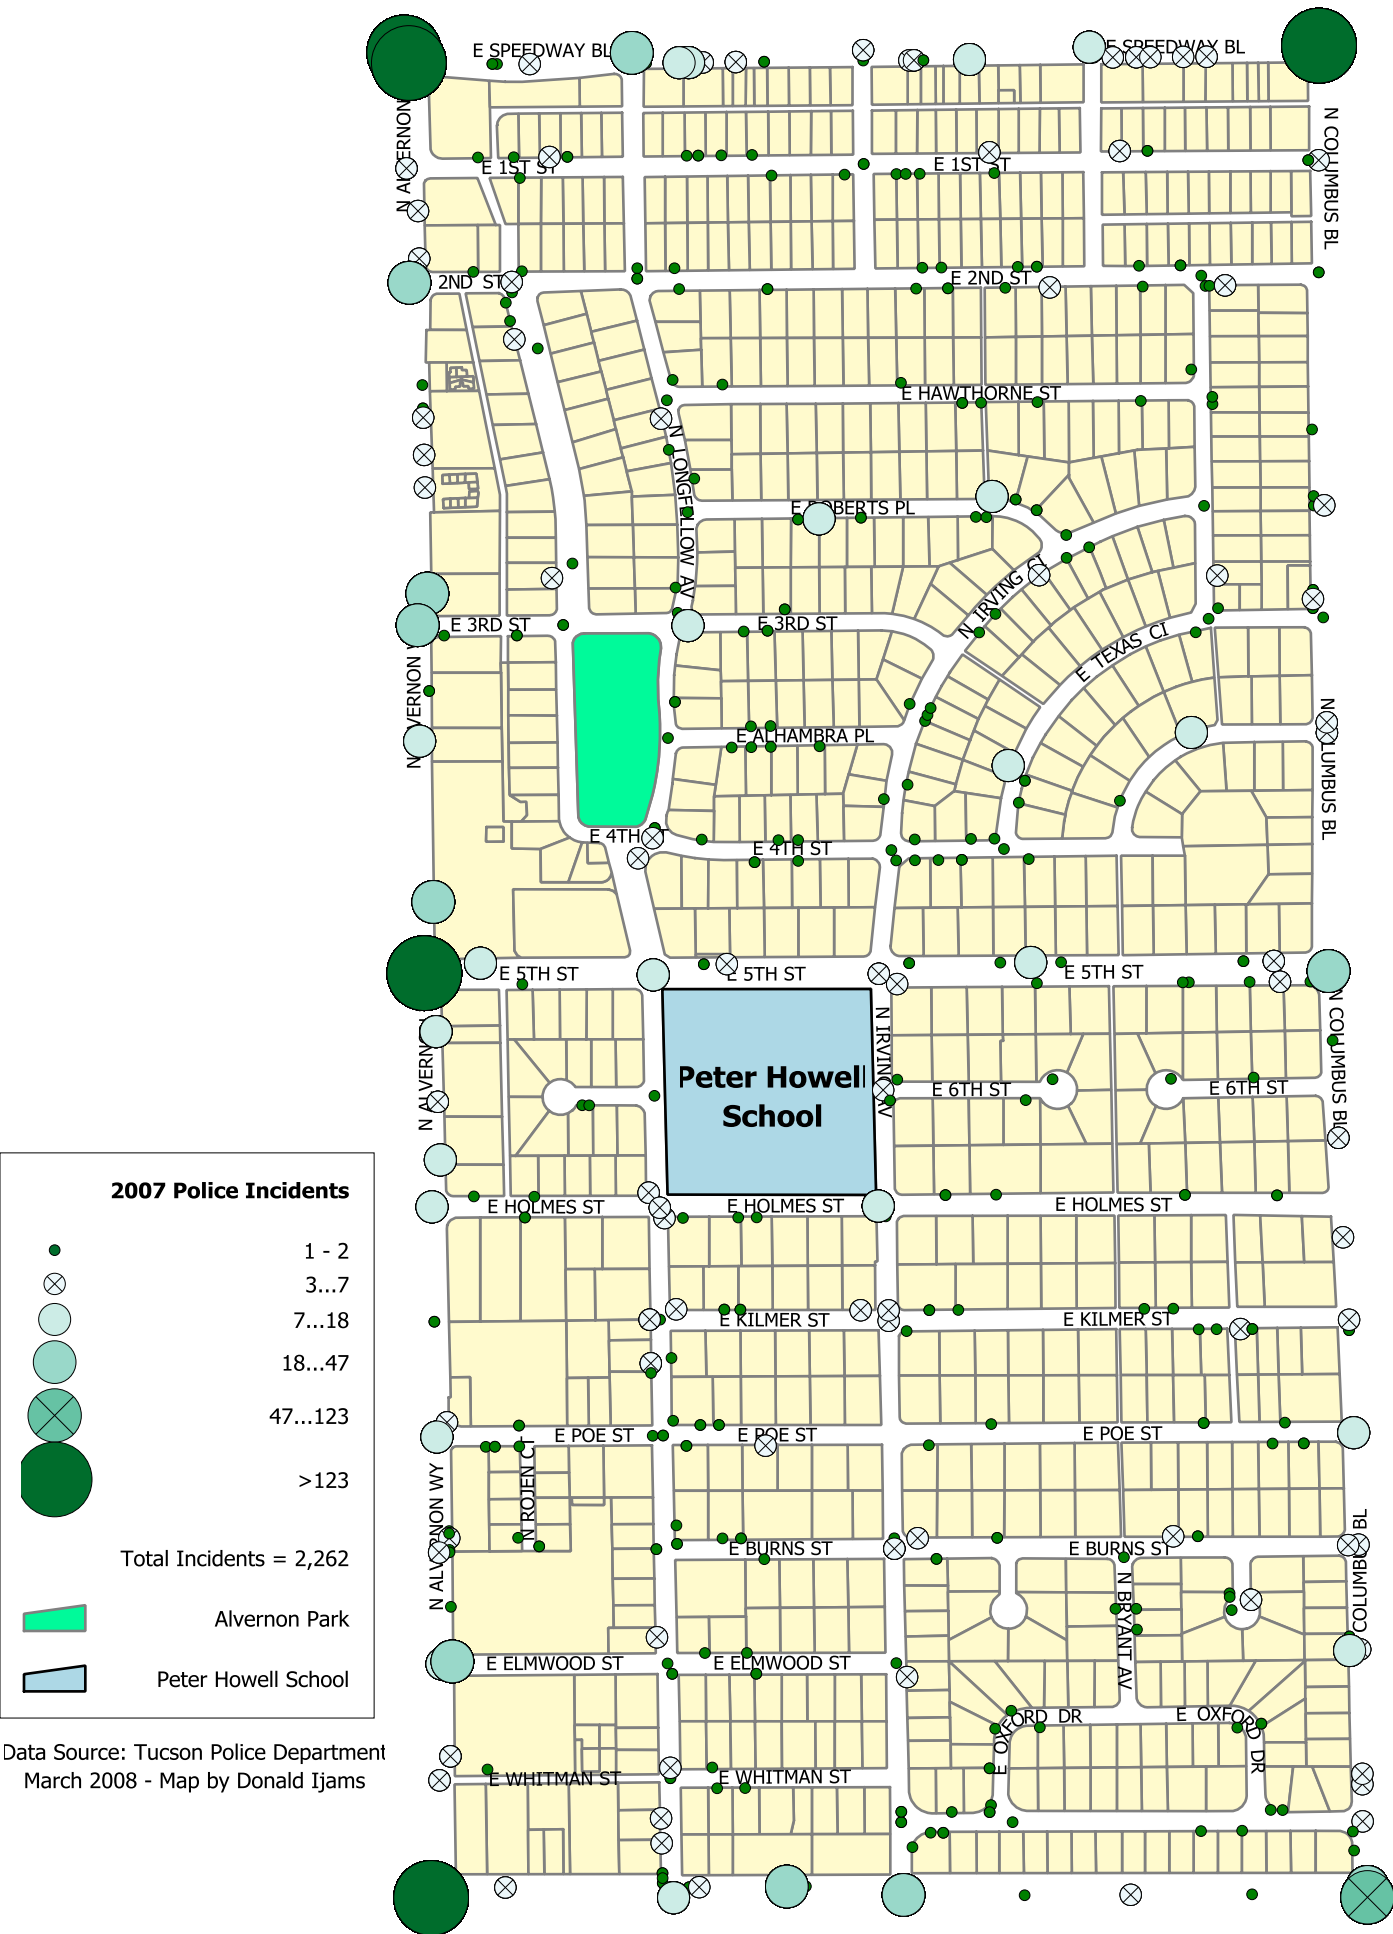 E SPEEDWAY BL
E SPEEDWAY BL
N COLUMBUS BL
E 1ST ST
E 1ST ST
2ND ST
E 2ND ST
E HAWTHORNE ST
N LONGFELLOW AV
E ROBERTS PL
N IRVING CI
E 3RD ST
E 3RD ST
E TEXAS CI
E ALHAMBRA PL
E 4TH ST
E 4TH ST
E 5TH ST
E 5TH ST
E 5TH ST
N IRVING AV
N COLUMBUS BL
Peter Howell
School
E 6TH ST
E 6TH ST
E HOLMES ST
E HOLMES ST
E HOLMES ST
E KILMER ST
E KILMER ST
E POE ST
E POE ST
E POE ST
N ROJEN CT
N ALVERNON WY
E BURNS ST
E BURNS ST
N BRYANT AV
COLUMBUS BL
E ELMWOOD ST
E ELMWOOD ST
E OXFORD DR
E OXFORD DR
E WHITMAN ST
E WHITMAN ST
2007 Police Incidents
1 - 2
3...7
7...18
18...47
47...123
>123
Total Incidents = 2,262
Alvernon Park
Peter Howell School
Data Source: Tucson Police Department
March 2008 - Map by Donald Ijams